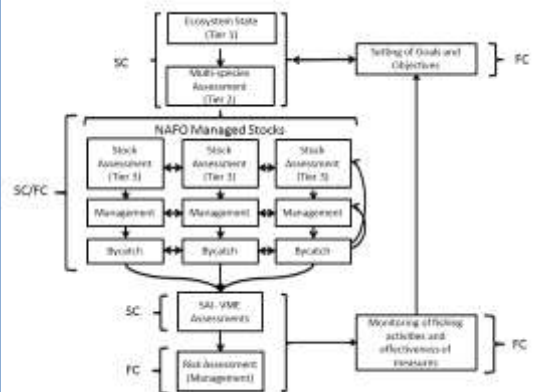 Ecosystem State
(Tier 1)
SC
Multi-species
Assessment
(Tier 2)
Setting of Goals and
Objectives
FC
NAFO Managed Stocks
Stock
Assessment
(Tier 3)
Stock
Assessment
(Tier 3)
Stock
Assessment
(Tier 3)
SC/FC
Management
Management
Management
Bycatch
Bycatch
Bycatch
SC
SAI- VME
Assessments
FC
Risk Assessment
(Management)
Monitoring of fishing
activities and
effectiveness of
measures
FC